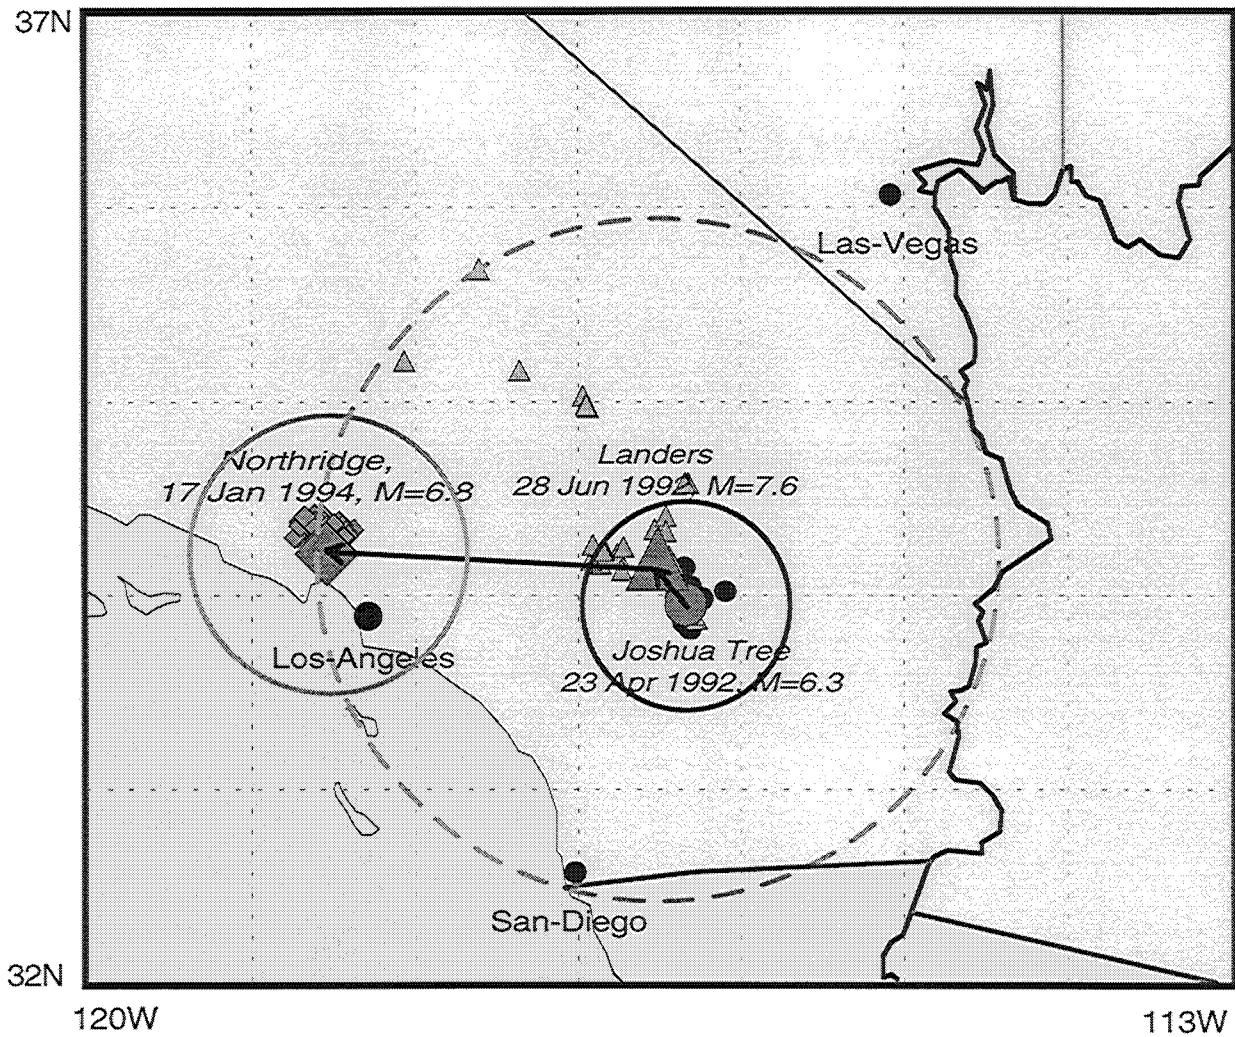 37N
Las-Vegas
Northridge,
17 Jan 1994, M=6.8
Landers
28 Jun 1992, M=7.6
Joshua Tree
23 Apr 1992, M=6.3
Los-Angeles
San-Diego
32N
120W
113W